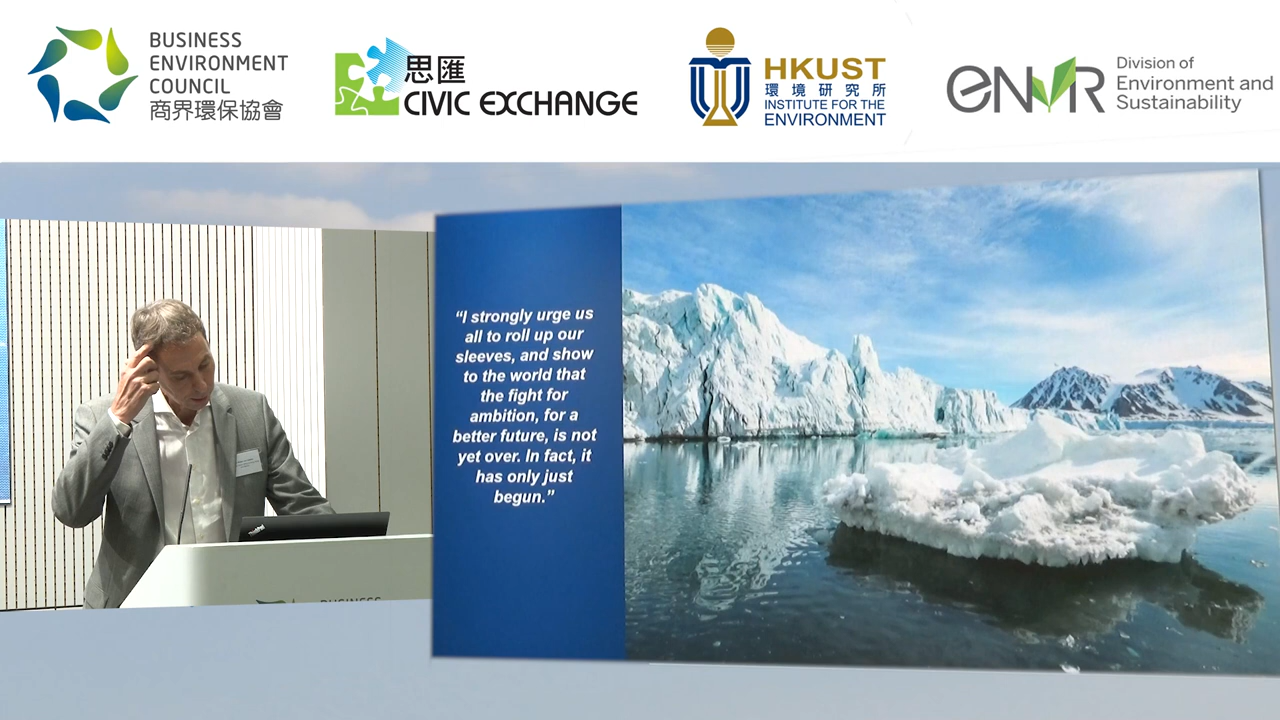 BUSINESS
ENVIRONMENT
COUNCIL
商界環保協會
思匯
CIVIC EXCHANGE
HKUST
環境研究所
INSTITUTE FOR THE
ENVIRONMENT
ENVR
Division of
Environment and
Sustainability
“I strongly urge us
all to roll up our
sleeves, and show
to the world that
the fight for
ambition, for a
better future, is not
yet over. In fact, it
has only just
begun.”
ThinkPad
BUSINESS